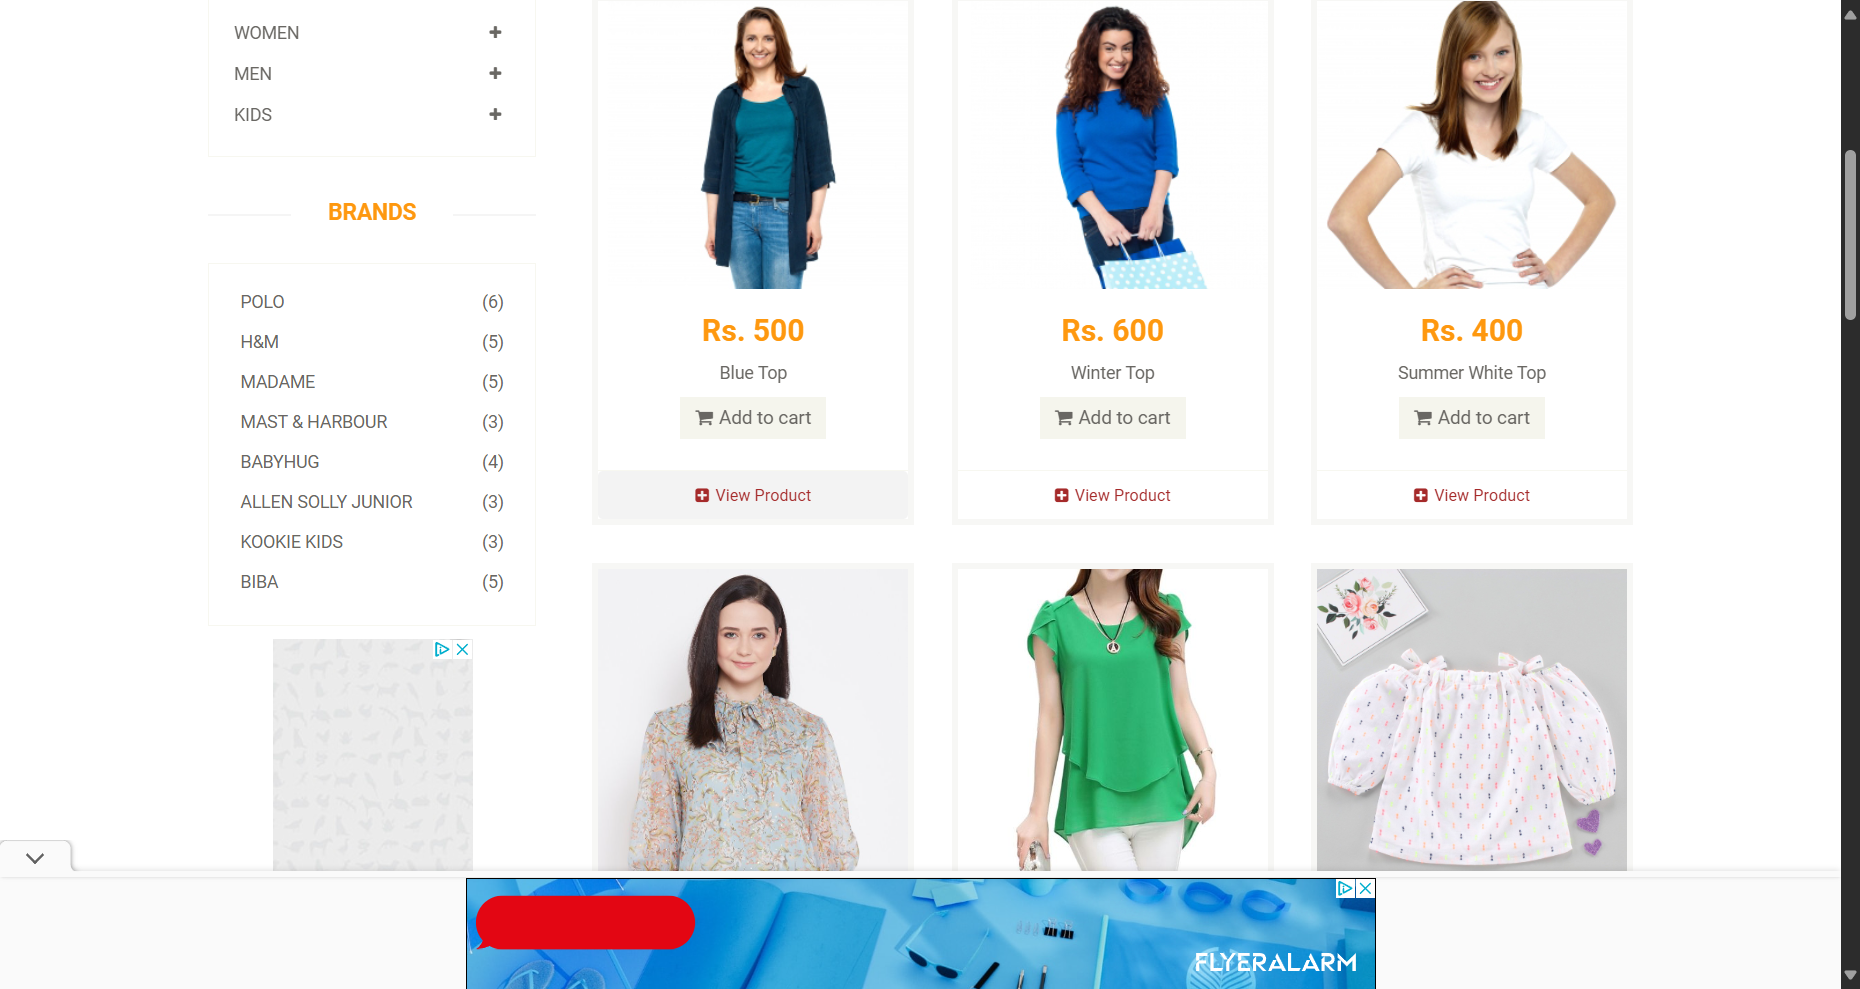 WOMEN
MEN
KIDS
BRANDS
POLO (6)
H&M (5)
MADAME (5)
MAST & HARBOUR (3)
BABYHUG (4)
ALLEN SOLLY JUNIOR (3)
KOOKIE KIDS (3)
BIBA (5)
Rs. 500
Blue Top
Add to cart
View Product
Rs. 600
Winter Top
Add to cart
View Product
Rs. 400
Summer White Top
Add to cart
View Product
FLYERALARM